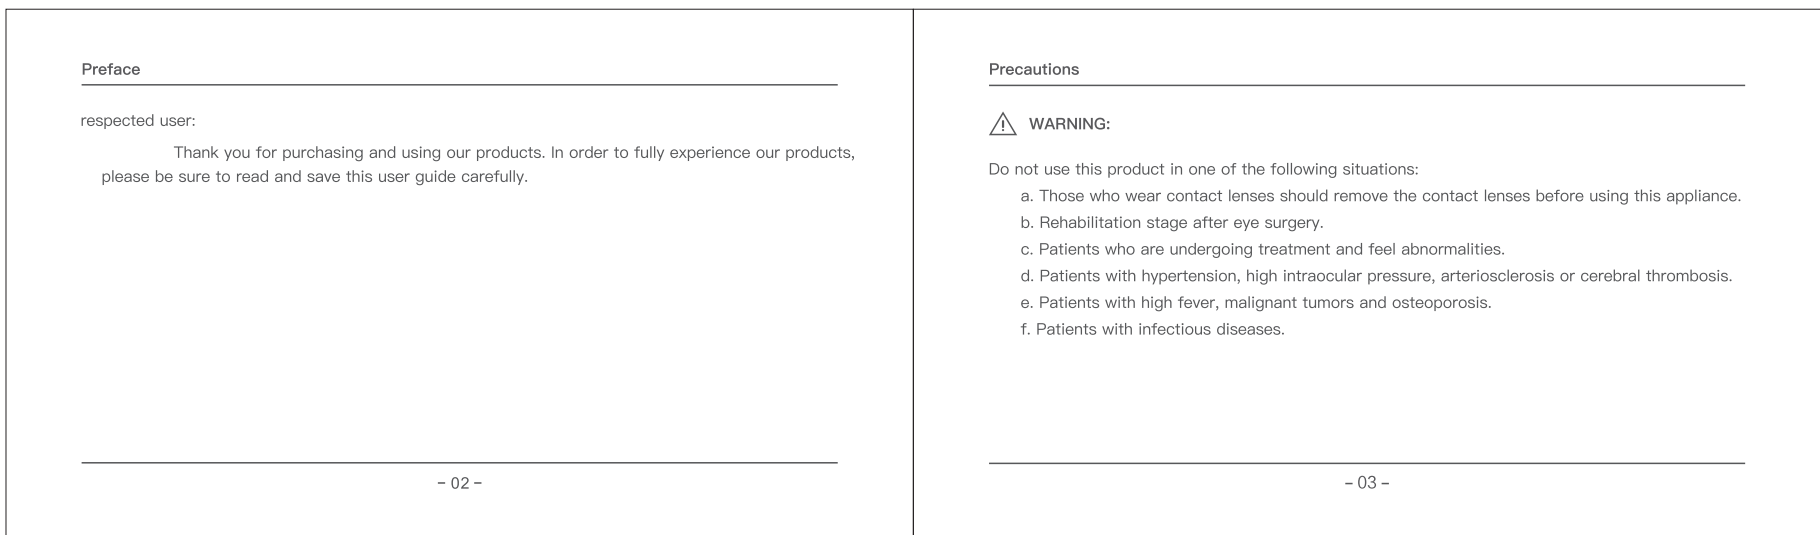 Preface
respected user:
Thank you for purchasing and using our products. In order to fully experience our products,
please be sure to read and save this user guide carefully.
- 02 -
Precautions
WARNING:
Do not use this product in one of the following situations:
a. Those who wear contact lenses should remove the contact lenses before using this appliance.
b. Rehabilitation stage after eye surgery.
c. Patients who are undergoing treatment and feel abnormalities.
d. Patients with hypertension, high intraocular pressure, arteriosclerosis or cerebral thrombosis.
e. Patients with high fever, malignant tumors and osteoporosis.
f. Patients with infectious diseases.
- 03 -